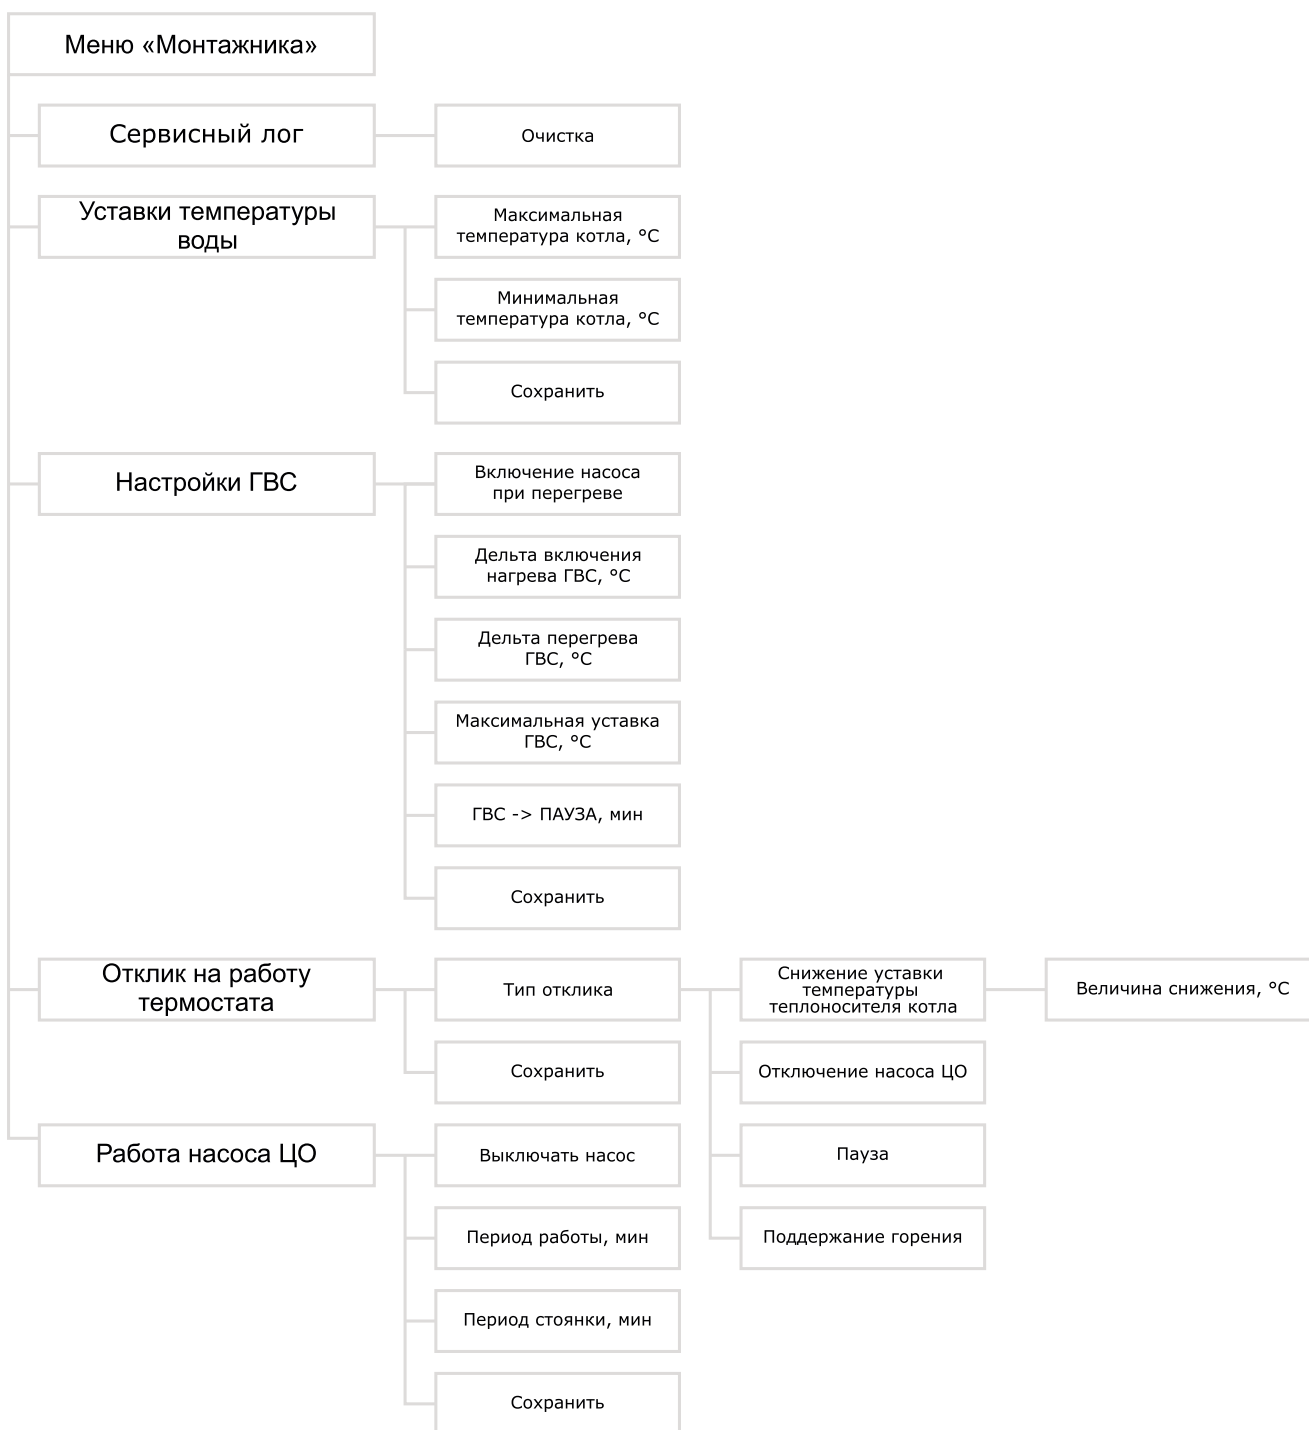 Меню «Монтажника»
Сервисный лог
Очистка
Уставки температуры
воды
Максимальная
температура котла, °C
Минимальная
температура котла, °C
Сохранить
Настройки ГВС
Включение насоса
при перегреве
Дельта включения
нагрева ГВС, °C
Дельта перегрева
ГВС, °C
Максимальная уставка
ГВС, °C
ГВС -> ПАУЗА, мин
Сохранить
Отклик на работу
термостата
Тип отклика
Снижение уставки
температуры
теплоносителя котла
Величина снижения, °C
Отключение насоса ЦО
Пауза
Поддержание горения
Сохранить
Работа насоса ЦО
Выключать насос
Период работы, мин
Период стоянки, мин
Сохранить